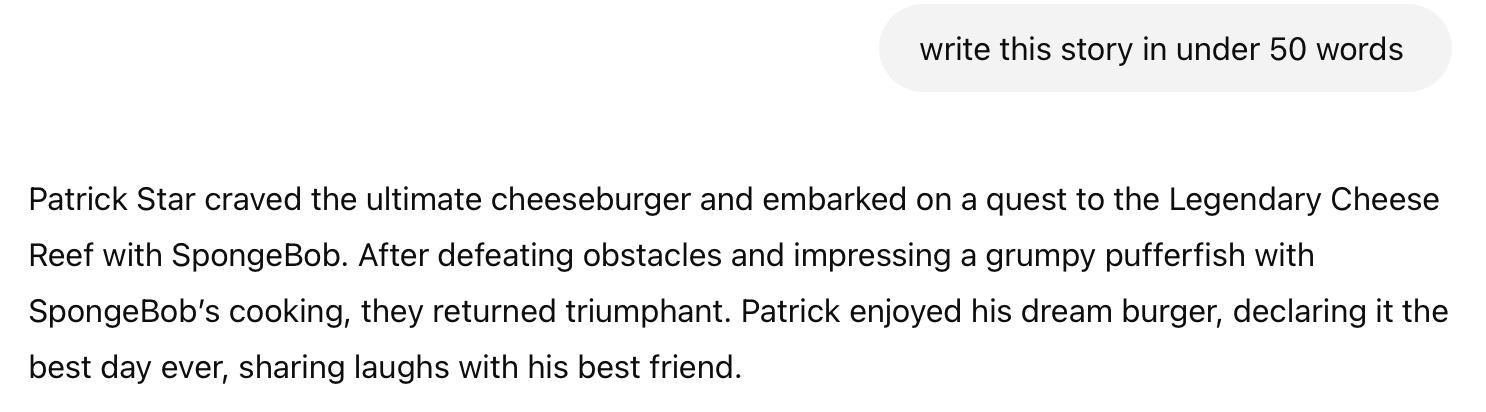 write this story in under 50 words
Patrick Star craved the ultimate cheeseburger and embarked on a quest to the Legendary Cheese
Reef with SpongeBob. After defeating obstacles and impressing a grumpy pufferfish with
SpongeBob’s cooking, they returned triumphant. Patrick enjoyed his dream burger, declaring it the
best day ever, sharing laughs with his best friend.